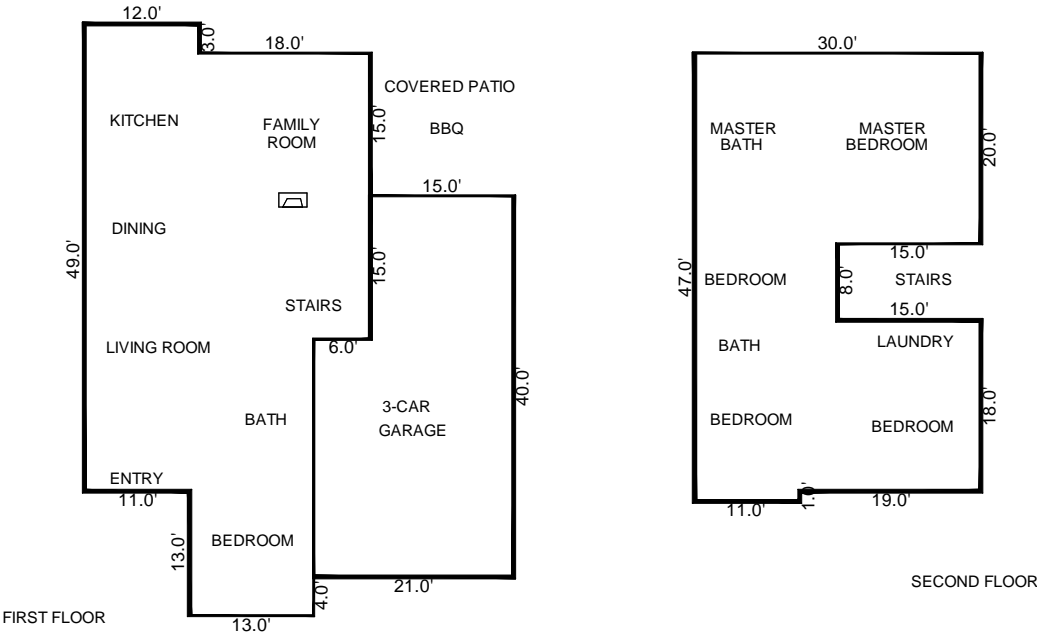 12.0'
3.0'
18.0'
COVERED PATIO
KITCHEN
FAMILY
ROOM
15.0'
BBQ
15.0'
DINING
49.0'
15.0'
STAIRS
LIVING ROOM
6.0'
BATH
3-CAR
GARAGE
40.0'
ENTRY
11.0'
13.0'
BEDROOM
4.0'
21.0'
13.0'
FIRST FLOOR
30.0'
MASTER
BATH
MASTER
BEDROOM
20.0'
15.0'
47.0'
BEDROOM
8.0'
STAIRS
15.0'
BATH
LAUNDRY
BEDROOM
BEDROOM
18.0'
11.0'
1.0'
19.0'
SECOND FLOOR